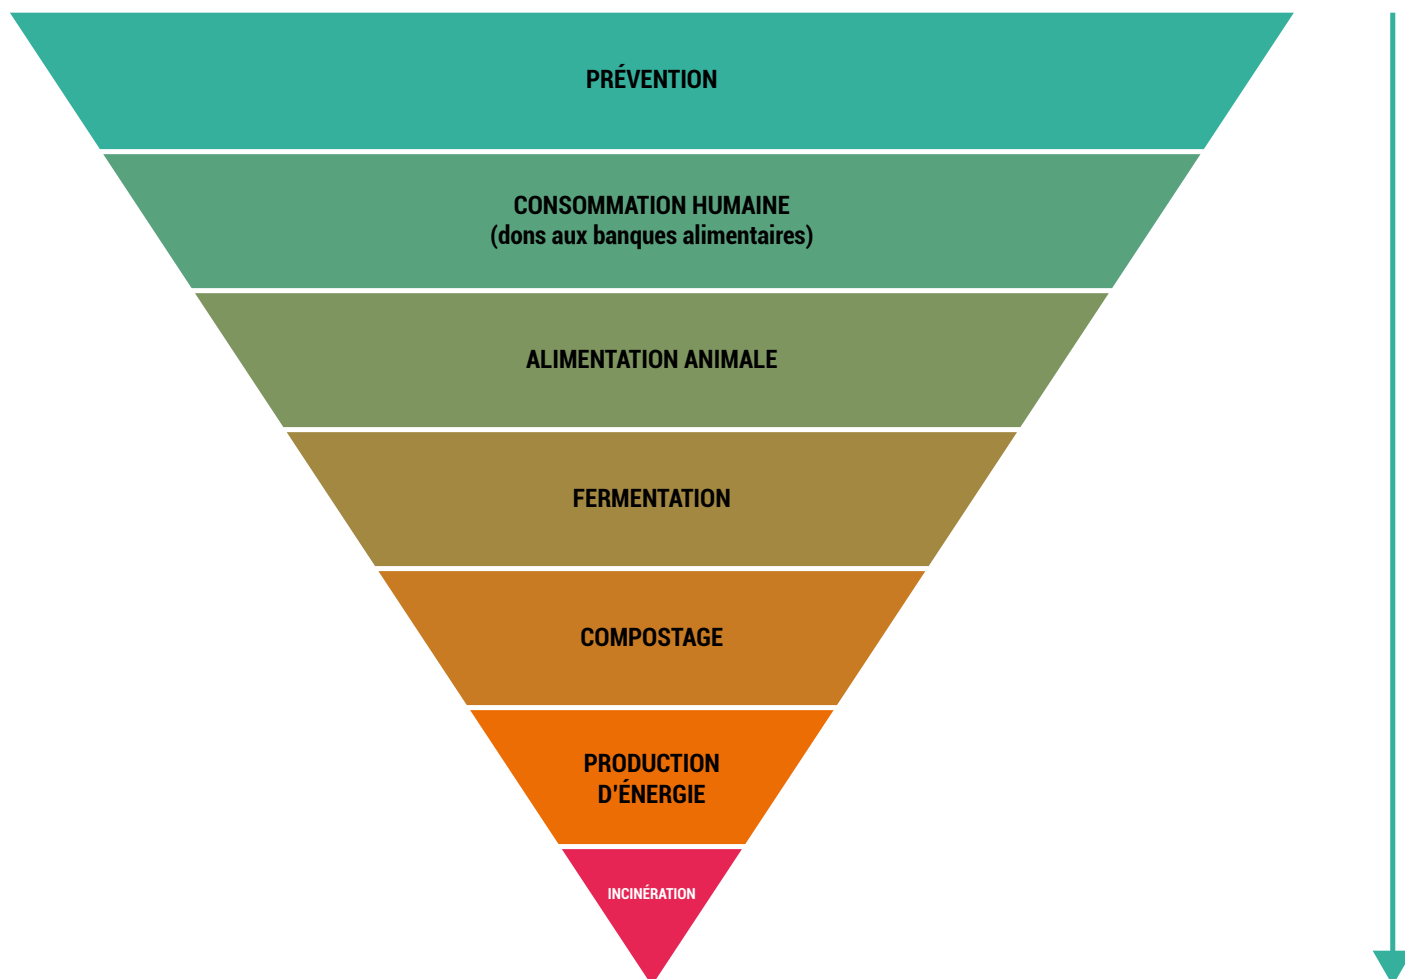 PRÉVENTION
CONSOMMATION HUMAINE
(dons aux banques alimentaires)
ALIMENTATION ANIMALE
FERMENTATION
COMPOSTAGE
PRODUCTION
D'ÉNERGIE
INCINÉRATION